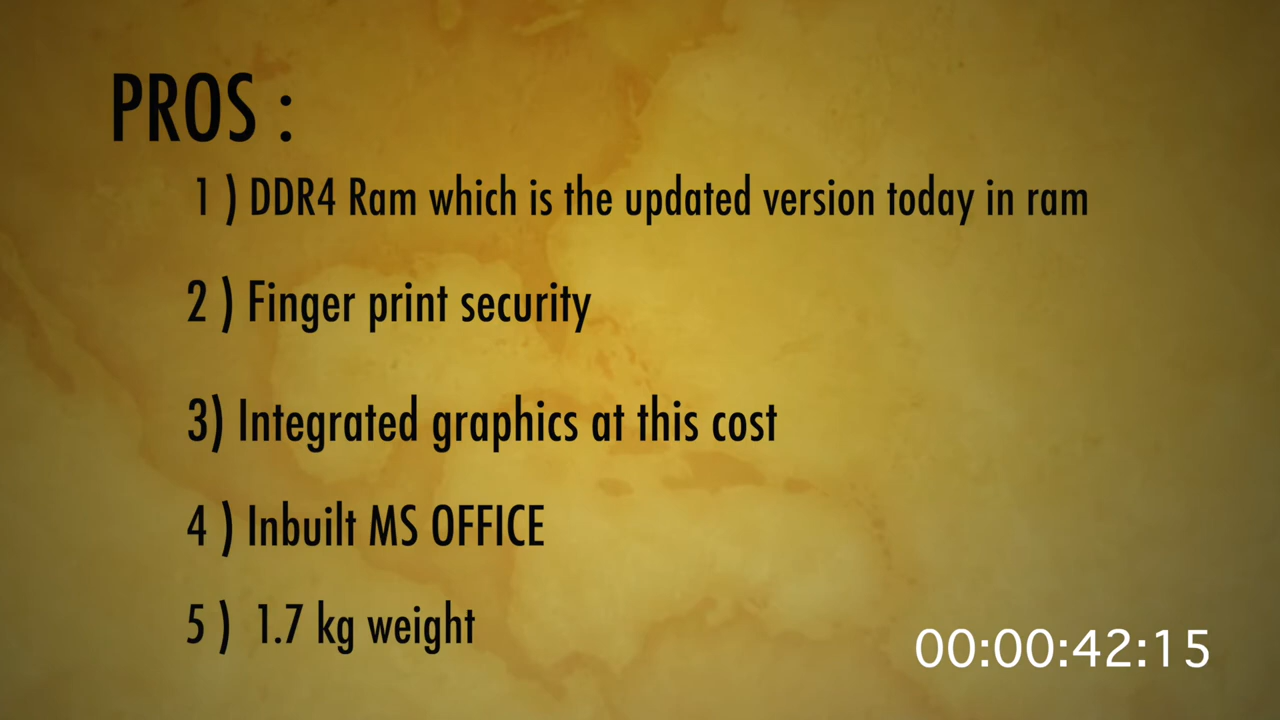 PROS :
1 ) DDR4 Ram which is the updated version today in ram
2 ) Finger print security
3) Integrated graphics at this cost
4 ) Inbuilt MS OFFICE
5 ) 1.7 kg weight
00:00:42:15